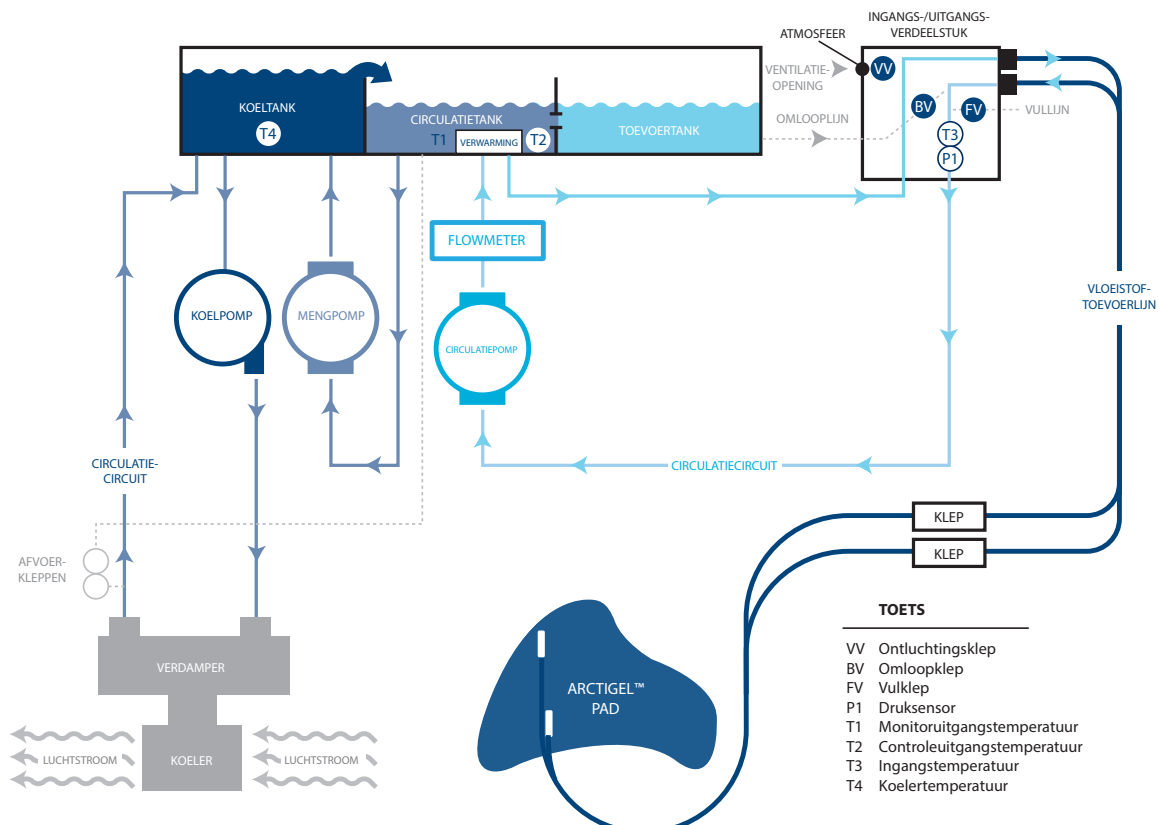 INGANGS-/UITGANGS-
VERDEELSTUK
ATMOSFEER
VV
VENTILATIE-
OPENING
KOELTANK
T4
CIRCULATIETANK
T1
VERWARMING
T2
TOEVOERTANK
OMLOOPLIJN
BV
FV
VULLIJN
T3
P1
FLOWMETER
KOELPOMP
MENGPOMP
CIRCULATIEPOMP
VLOEISTOF-
TOEVOERLIJN
CIRCULATIE-
CIRCUIT
CIRCULATIECIRCUIT
KLEP
KLEP
AFVOER-
KLEPPEN
VERDAMPER
LUCHTSTROOM
KOELER
LUCHTSTROOM
ARCTIGEL™
PAD
TOETS
VV Ontluchtingsklep
BV Omloopklep
FV Vulklep
P1 Druksensor
T1 Monitoruitgangstemperatuur
T2 Controleuitgangstemperatuur
T3 Ingangstemperatuur
T4 Koelertemperatuur